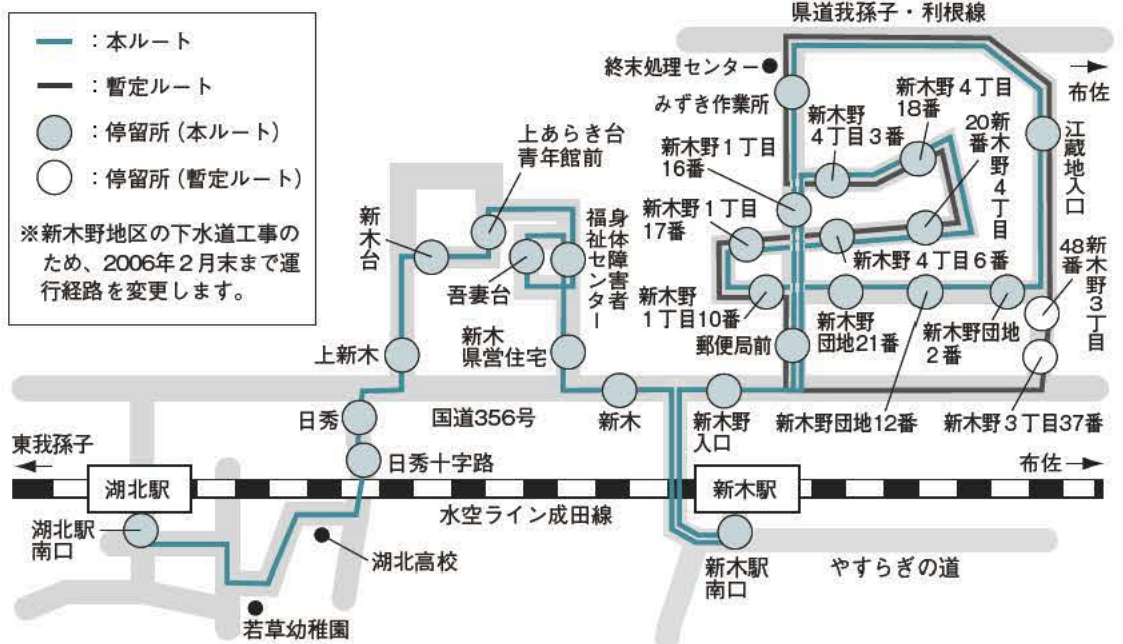 県道我孫子・利根線
：本ルート
：暫定ルート
：停留所（本ルート）
：停留所（暫定ルート）
※新木野地区の下水道工事の
ため、2006年2月末まで運
行経路を変更します。
終末処理センター
みずき作業所
布佐
新木野
4丁目3番
新木野4丁目
18番
新木野4丁目
20番
江蔵地入口
新木野1丁目
16番
新木野1丁目
17番
新木野4丁目6番
新木野
1丁目10番
新木野
団地21番
新木野団地
2番
新木野3丁目
48番
郵便局前
上あらき台
青年館前
新木台
身体障害者
福祉センター
吾妻台
上新木
新木
県営住宅
日秀
国道356号
新木
新木野
入口
新木野団地12番
新木野3丁目37番
東我孫子
日秀十字路
布佐
湖北駅
新木駅
水空ライン成田線
湖北駅
南口
湖北高校
新木駅
南口
やすらぎの道
若草幼稚園